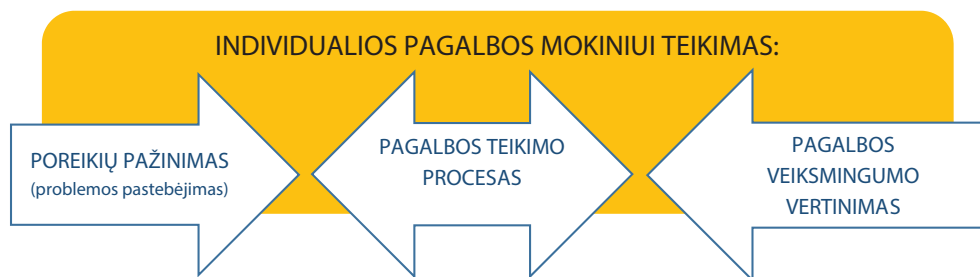 INDIVIDUALIOS PAGALBOS MOKINIUI TEIKIMAS:
POREIKIŲ PAŽINIMAS
(problemos pastebėjimas)
PAGALBOS TEIKIMO
PROCESAS
PAGALBOS
VEIKSMINGUMO
VERTINIMAS